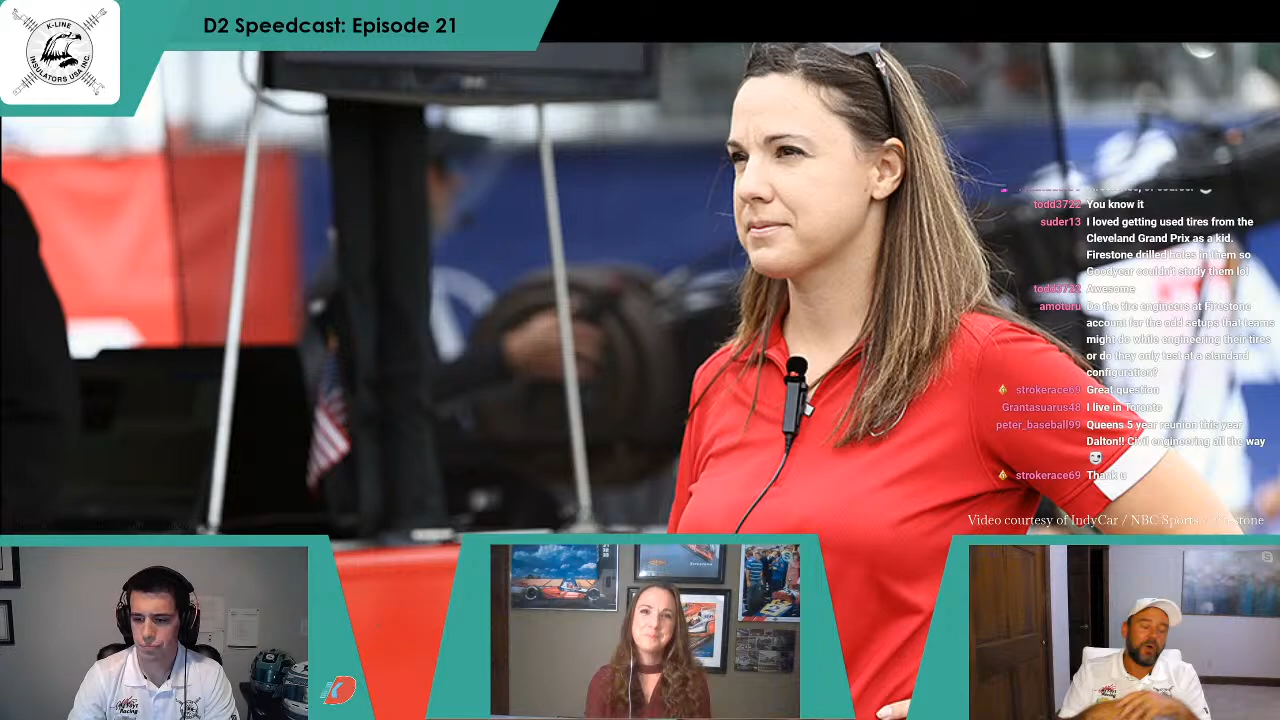 D2 Speedcast: Episode 21
K-LINE
INSULATORS USA INC
todd3722 You know it
suder13 I loved getting used tires from the
Cleveland Grand Prix as a kid.
Firestone drilled holes in them so
Goodyear couldn't study them lol
todd3722 Awesome
amoturu Do the tire engineers at Firestone
account for the odd setups that teams
might do while engineering their tires
or do they only test at a standard
configuration?
strokerace69 Great question
Grantasuarus48 I live in Toronto
peter_baseball99 Queens 5 year reunion this year
Dalton!! Civil engineering all the way
strokerace69 Thank u
Video courtesy of IndyCar / NBC Sports / Firestone